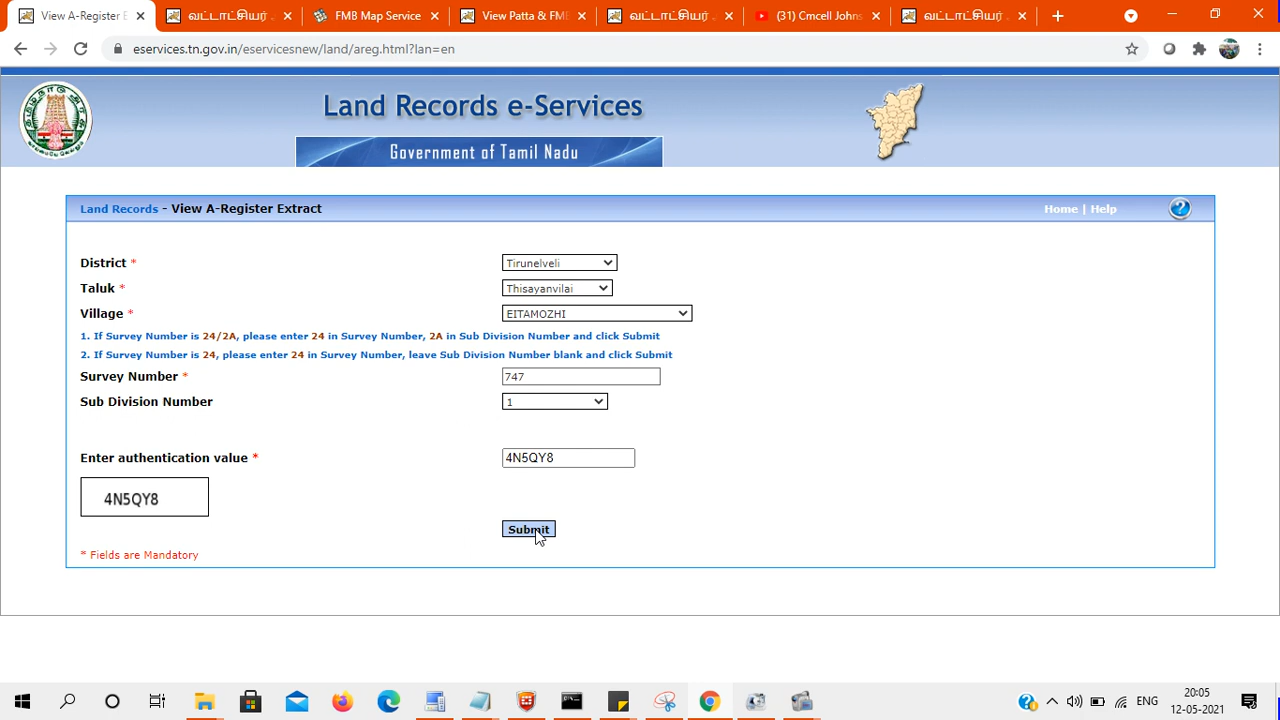 View A-Register E
வட்டாட்சியர்
FMB Map Service
View Patta & FMB
வட்டாட்சியர்
(31) Cmcell Johns
வட்டாட்சியர்
eservices.tn.gov.in/eservicesnew/land/areg.html?lan=en
Land Records e-Services
Government of Tamil Nadu
Land Records - View A-Register Extract
Home | Help
?
District *
Tirunelveli
Taluk *
Thisayanvilai
Village *
EITAMOZHI
1. If Survey Number is 24/2A, please enter 24 in Survey Number, 2A in Sub Division Number and click Submit
2. If Survey Number is 24, please enter 24 in Survey Number, leave Sub Division Number blank and click Submit
Survey Number *
747
Sub Division Number
1
Enter authentication value *
4N5QY8
4N5QY8
Submit
* Fields are Mandatory
ENG
20:05
12-05-2021